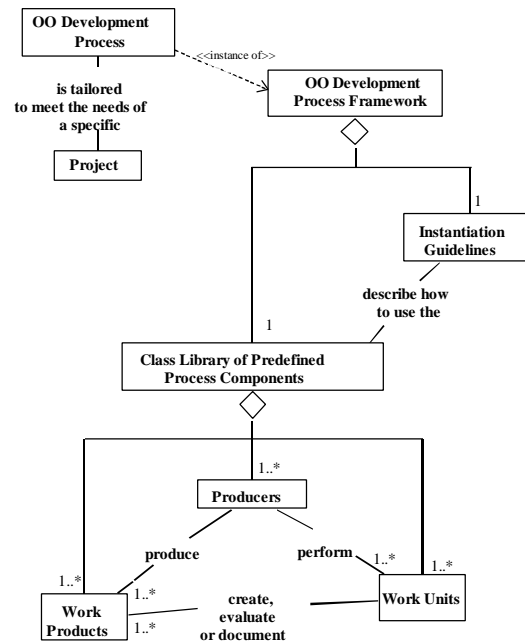 OO Development
Process
<<instance of>>
OO Development
Process Framework
is tailored
to meet the needs of
a specific
Project
1
Instantiation
Guidelines
describe how
to use the
1
Class Library of Predefined
Process Components
1..*
Producers
produce
perform
1..*
1..*
1..*
1..*
Work
Products
create,
evaluate
or document
Work Units